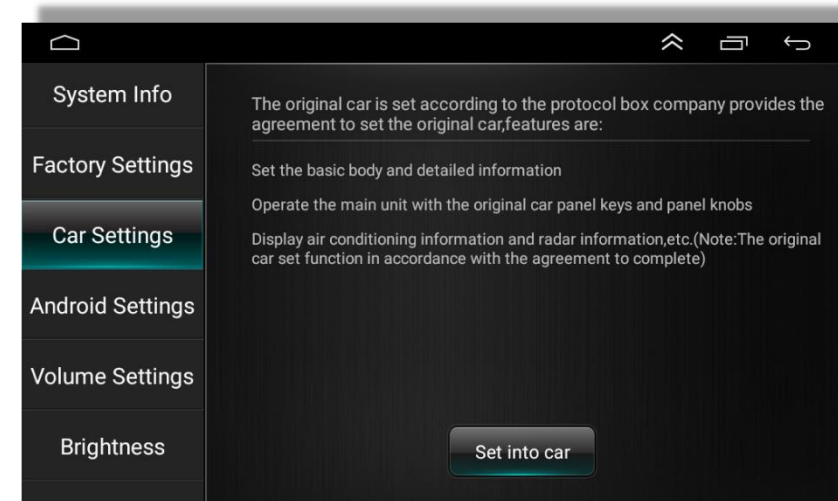 System Info
Factory Settings
Car Settings
Android Settings
Volume Settings
Brightness
The original car is set according to the protocol box company provides the
agreement to set the original car,features are:
Set the basic body and detailed information
Operate the main unit with the original car panel keys and panel knobs
Display air conditioning information and radar information,etc.(Note:The original
car set function in accordance with the agreement to complete)
Set into car